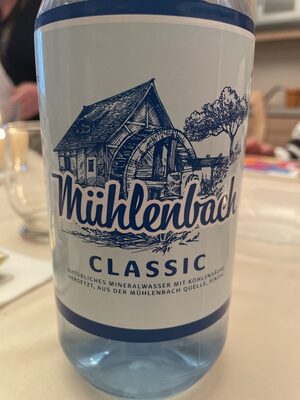 Mühlenbach
CLASSIC
NATÜRLICHES MINERALWASSER MIT KOHLENSÄURE
VERSETZT, AUS DER MÜHLENBACH QUELLE,